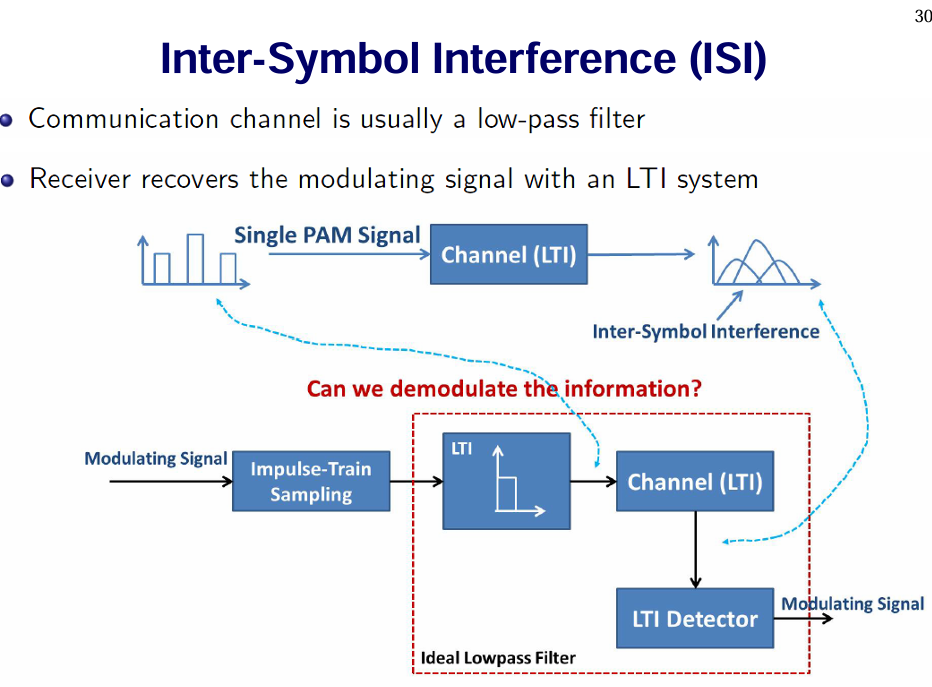 30
Inter-Symbol Interference (ISI)
Communication channel is usually a low-pass filter
Receiver recovers the modulating signal with an LTI system
Single PAM Signal
Channel (LTI)
Inter-Symbol Interference
Can we demodulate the information?
Modulating Signal
Impulse-Train
Sampling
LTI
Channel (LTI)
LTI Detector
Modulating Signal
Ideal Lowpass Filter